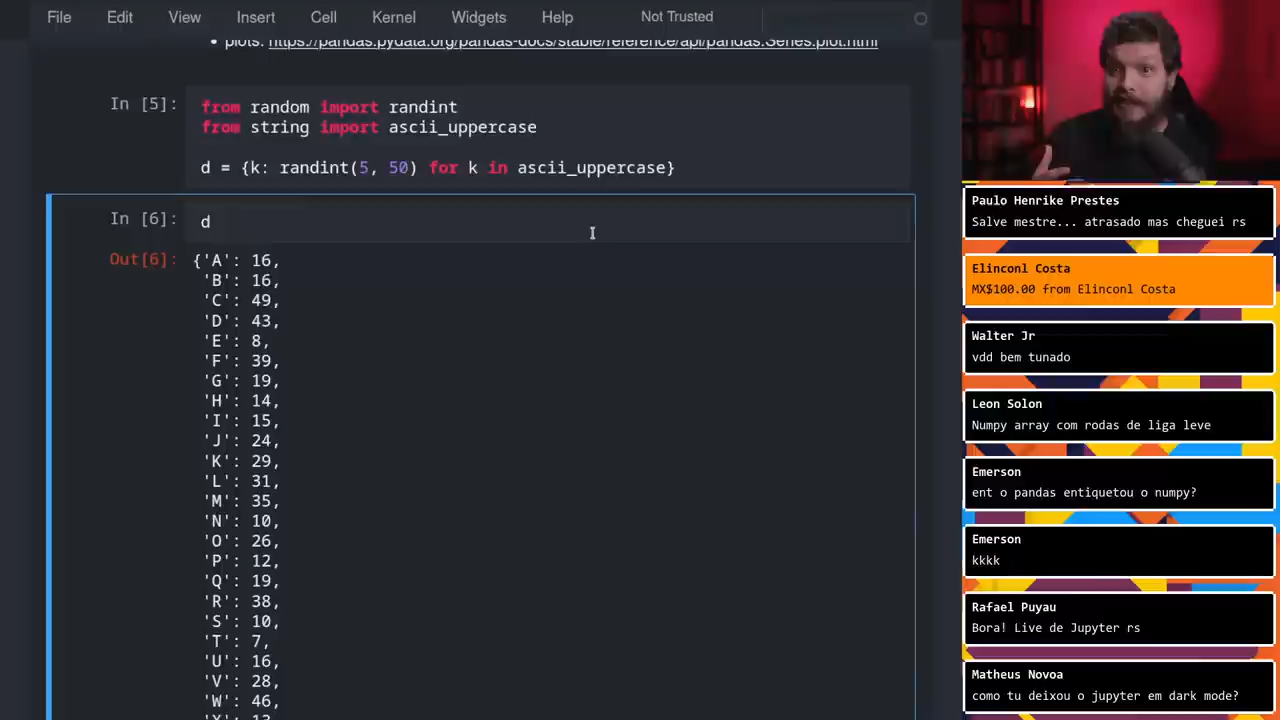 File Edit View Insert Cell Kernel Widgets Help Not Trusted
plots: https://pandas.pydata.org/pandas-docs/stable/reference/api/pandas.Series.plot.html
In [5]:
from random import randint
from string import ascii_uppercase
d = {k: randint(5, 50) for k in ascii_uppercase}
In [6]:
d
Out[6]:
{'A': 16,
'B': 16,
'C': 49,
'D': 43,
'E': 8,
'F': 39,
'G': 19,
'H': 14,
'I': 15,
'J': 24,
'K': 29,
'L': 31,
'M': 35,
'N': 10,
'O': 26,
'P': 12,
'Q': 19,
'R': 38,
'S': 10,
'T': 7,
'U': 16,
'V': 28,
'W': 46,
Paulo Henrike Prestes
Salve mestre... atrasado mas cheguei rs
Elinconl Costa
MX$100.00 from Elinconl Costa
Walter Jr
vdd bem tunado
Leon Solon
Numpy array com rodas de liga leve
Emerson
ent o pandas entiquetou o numpy?
Emerson
kkkk
Rafael Puyau
Bora! Live de Jupyter rs
Matheus Novoa
como tu deixou o jupyter em dark mode?